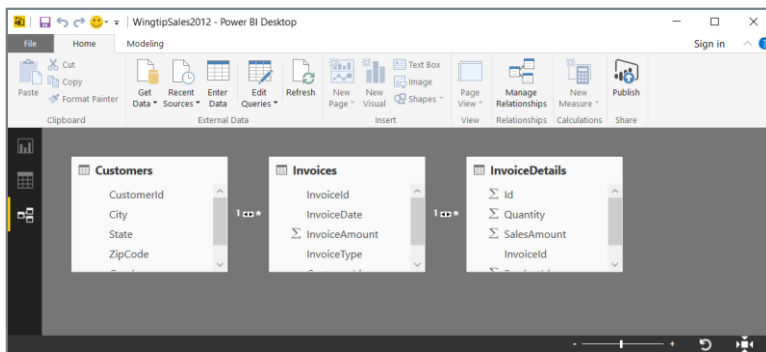 WingtipSales2012 - Power BI Desktop
File Home Modeling Sign in
Paste
Cut
Copy
Format Painter
Clipboard
Get Data
Recent Sources
Enter Data
Edit Queries
Refresh
External Data
New Page
New Visual
Text Box
Image
Shapes
Insert
Page View
View
Manage Relationships
Relationships
New Measure
Calculations
Publish
Share
Customers
CustomerId
City
State
ZipCode
1 *
Invoices
InvoiceId
InvoiceDate
Σ InvoiceAmount
InvoiceType
1 *
InvoiceDetails
Σ Id
Σ Quantity
Σ SalesAmount
InvoiceId
- +